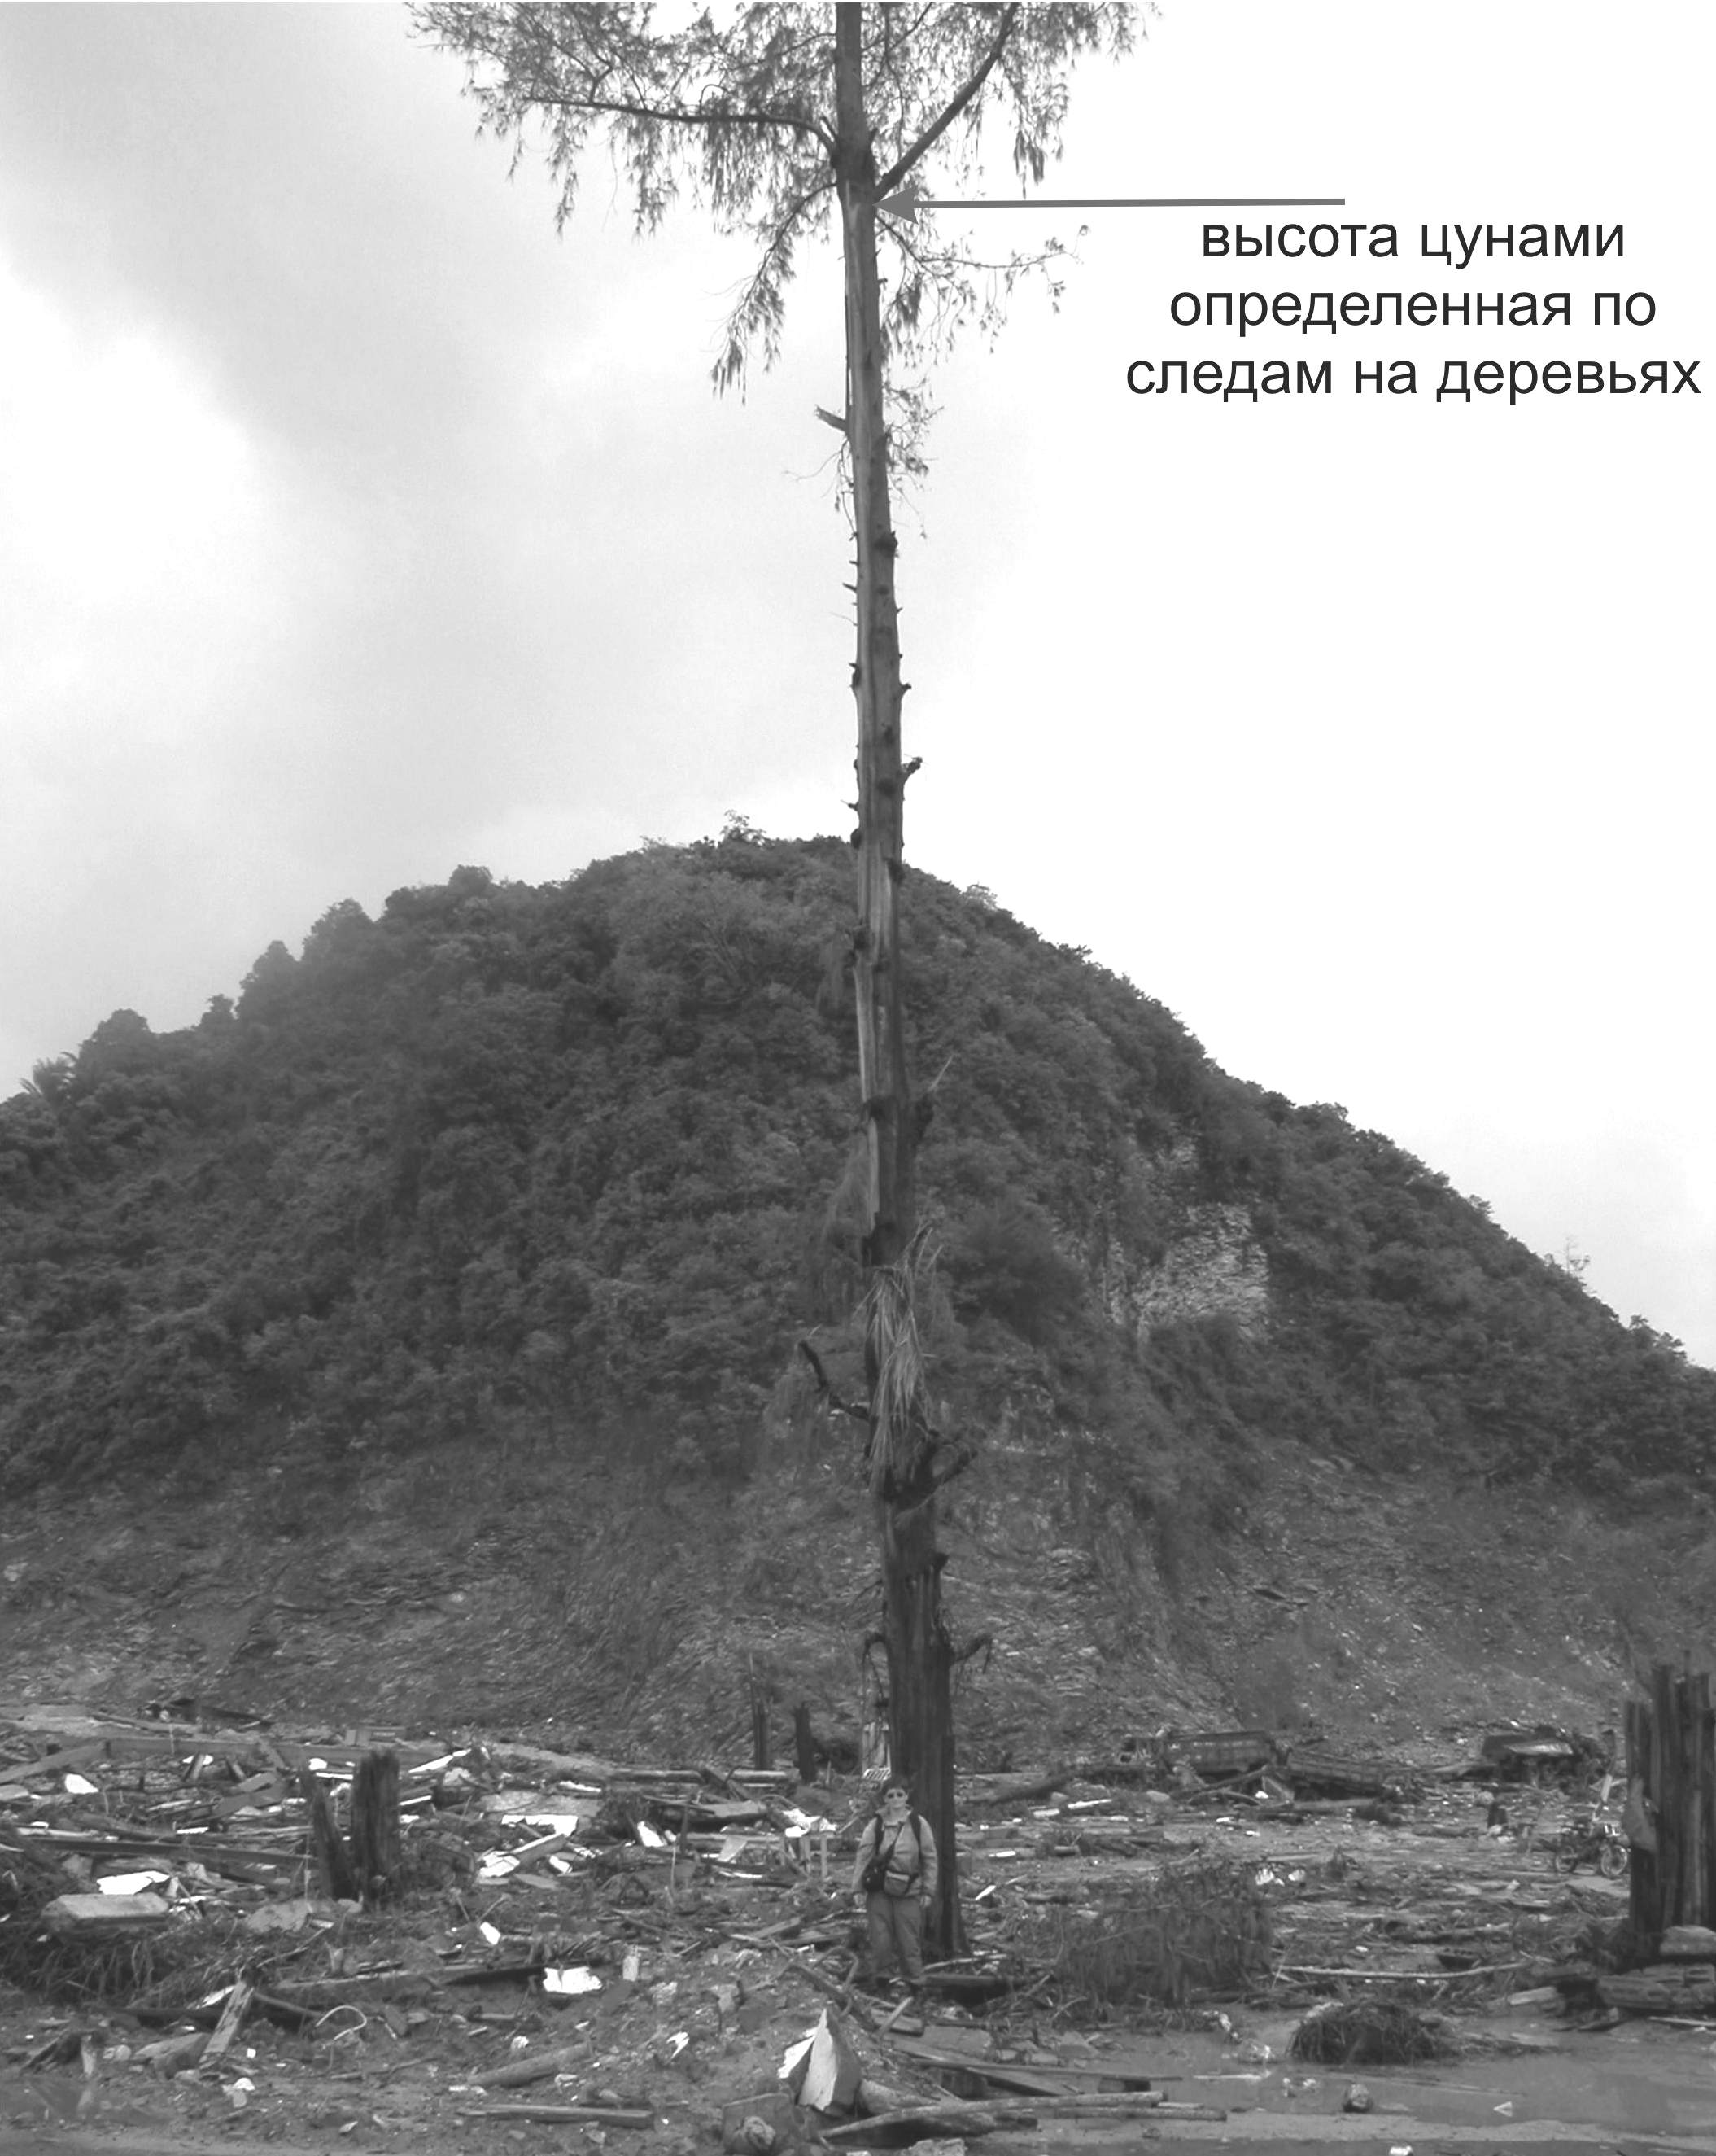 высота цунами
определенная по
следам на деревьях